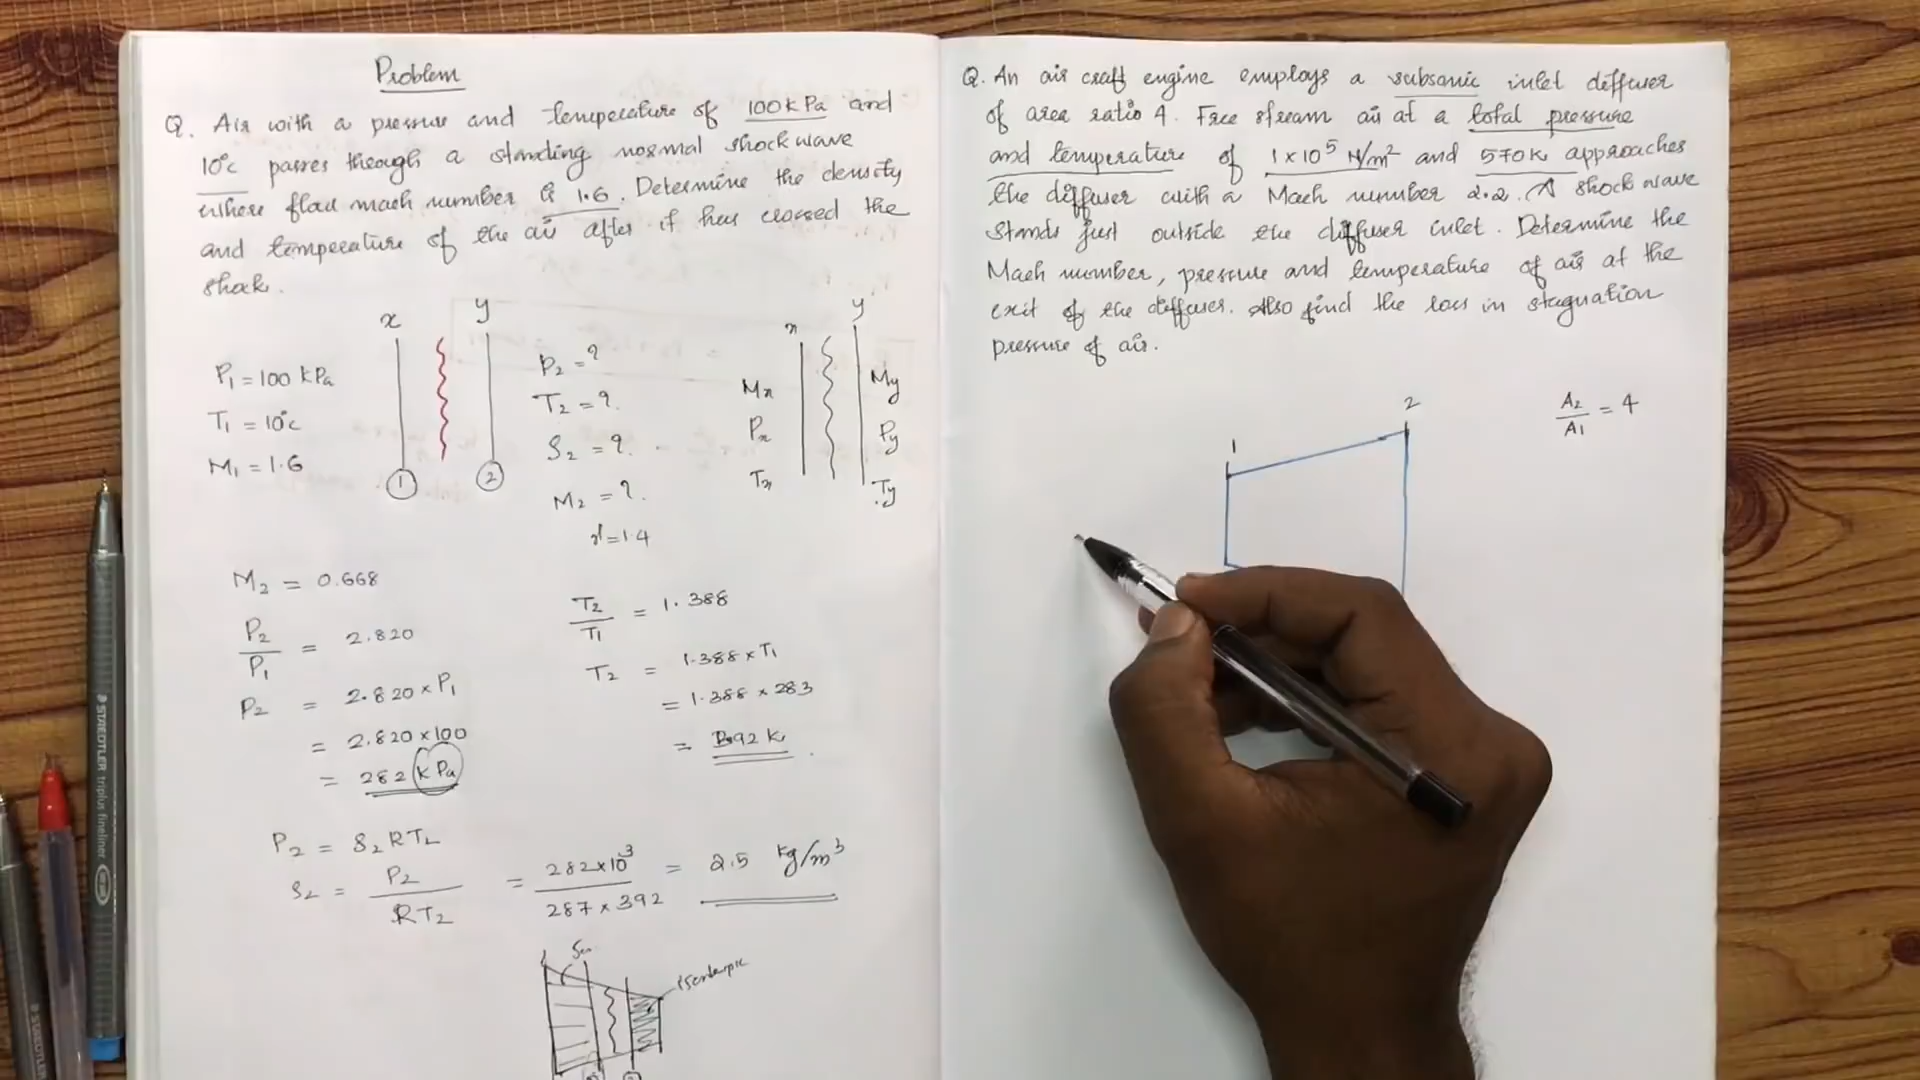 Problem
Q. Air with a pressure and temperature of 100 kPa and
10°c passes through a standing normal shock wave
where flow mach number is 1.6. Determine the density
and temperature of the air after it has crossed the
shock.
x
y
P₁ = 100 kPa
T₁ = 10°c
M₁ = 1.6
1
2
P₂ = ?
T₂ = ?.
S₂ = ?.
M₂ = ?.
γ = 1.4
x
y
Mx
Px
Tx
My
Py
Ty
M₂ = 0.668
P₂/P₁ = 2.820
P₂ = 2.820 × P₁
= 2.820 × 100
= 282 kPa
T₂/T₁ = 1.388
T₂ = 1.388 × T₁
= 1.388 × 283
= 392 K
P₂ = S₂RT₂
S₂ = P₂/RT₂ = 282×10³/287 × 392 = 2.5 kg/m³
isentropic
Q. An air craft engine employs a subsonic inlet diffuser
of area ratio 4. Free stream air at a total pressure
and temperature of 1 × 10⁵ N/m² and 570K approaches
the diffuser with a Mach number 2.2. A shock wave
stands just outside the diffuser inlet. Determine the
Mach number, pressure and temperature of air at the
exit of the diffuser. Also find the loss in stagnation
pressure of air.
1
2
A₂/A₁ = 4
STAEDTLER triplus fineliner